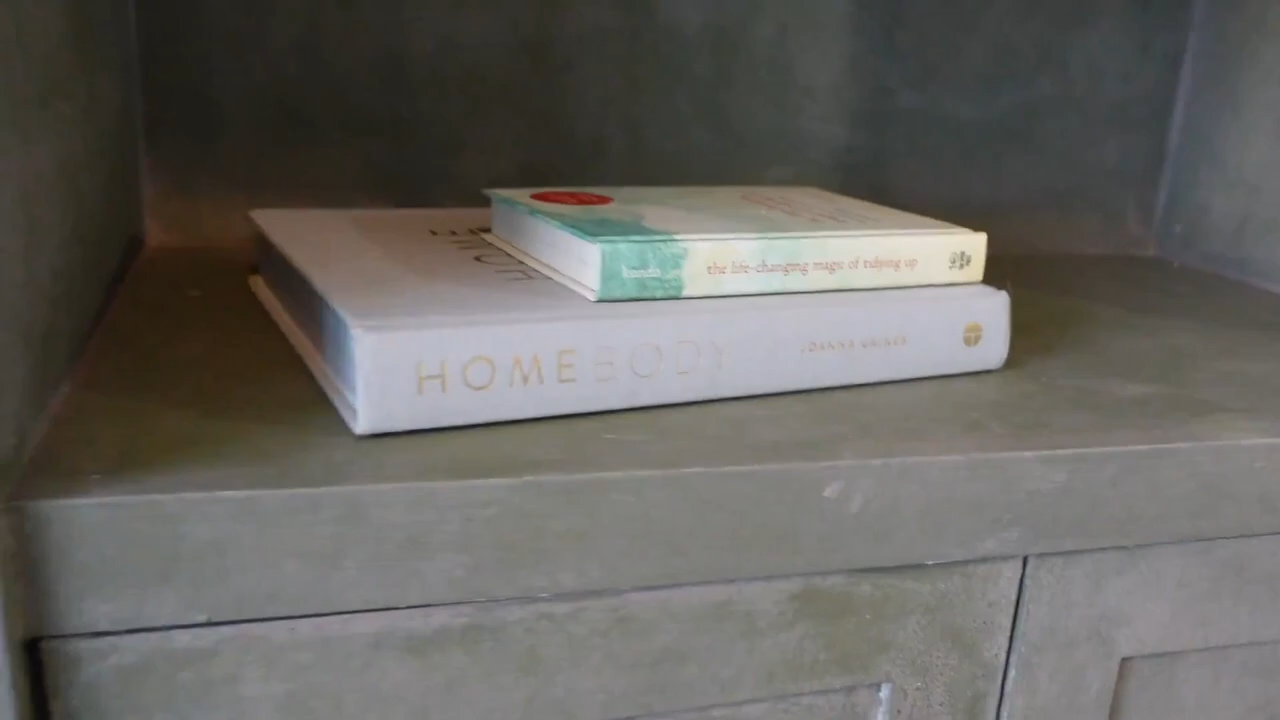 kondo
the life-changing magic of tidying up
HOMEBODY
JOANNA GAINES